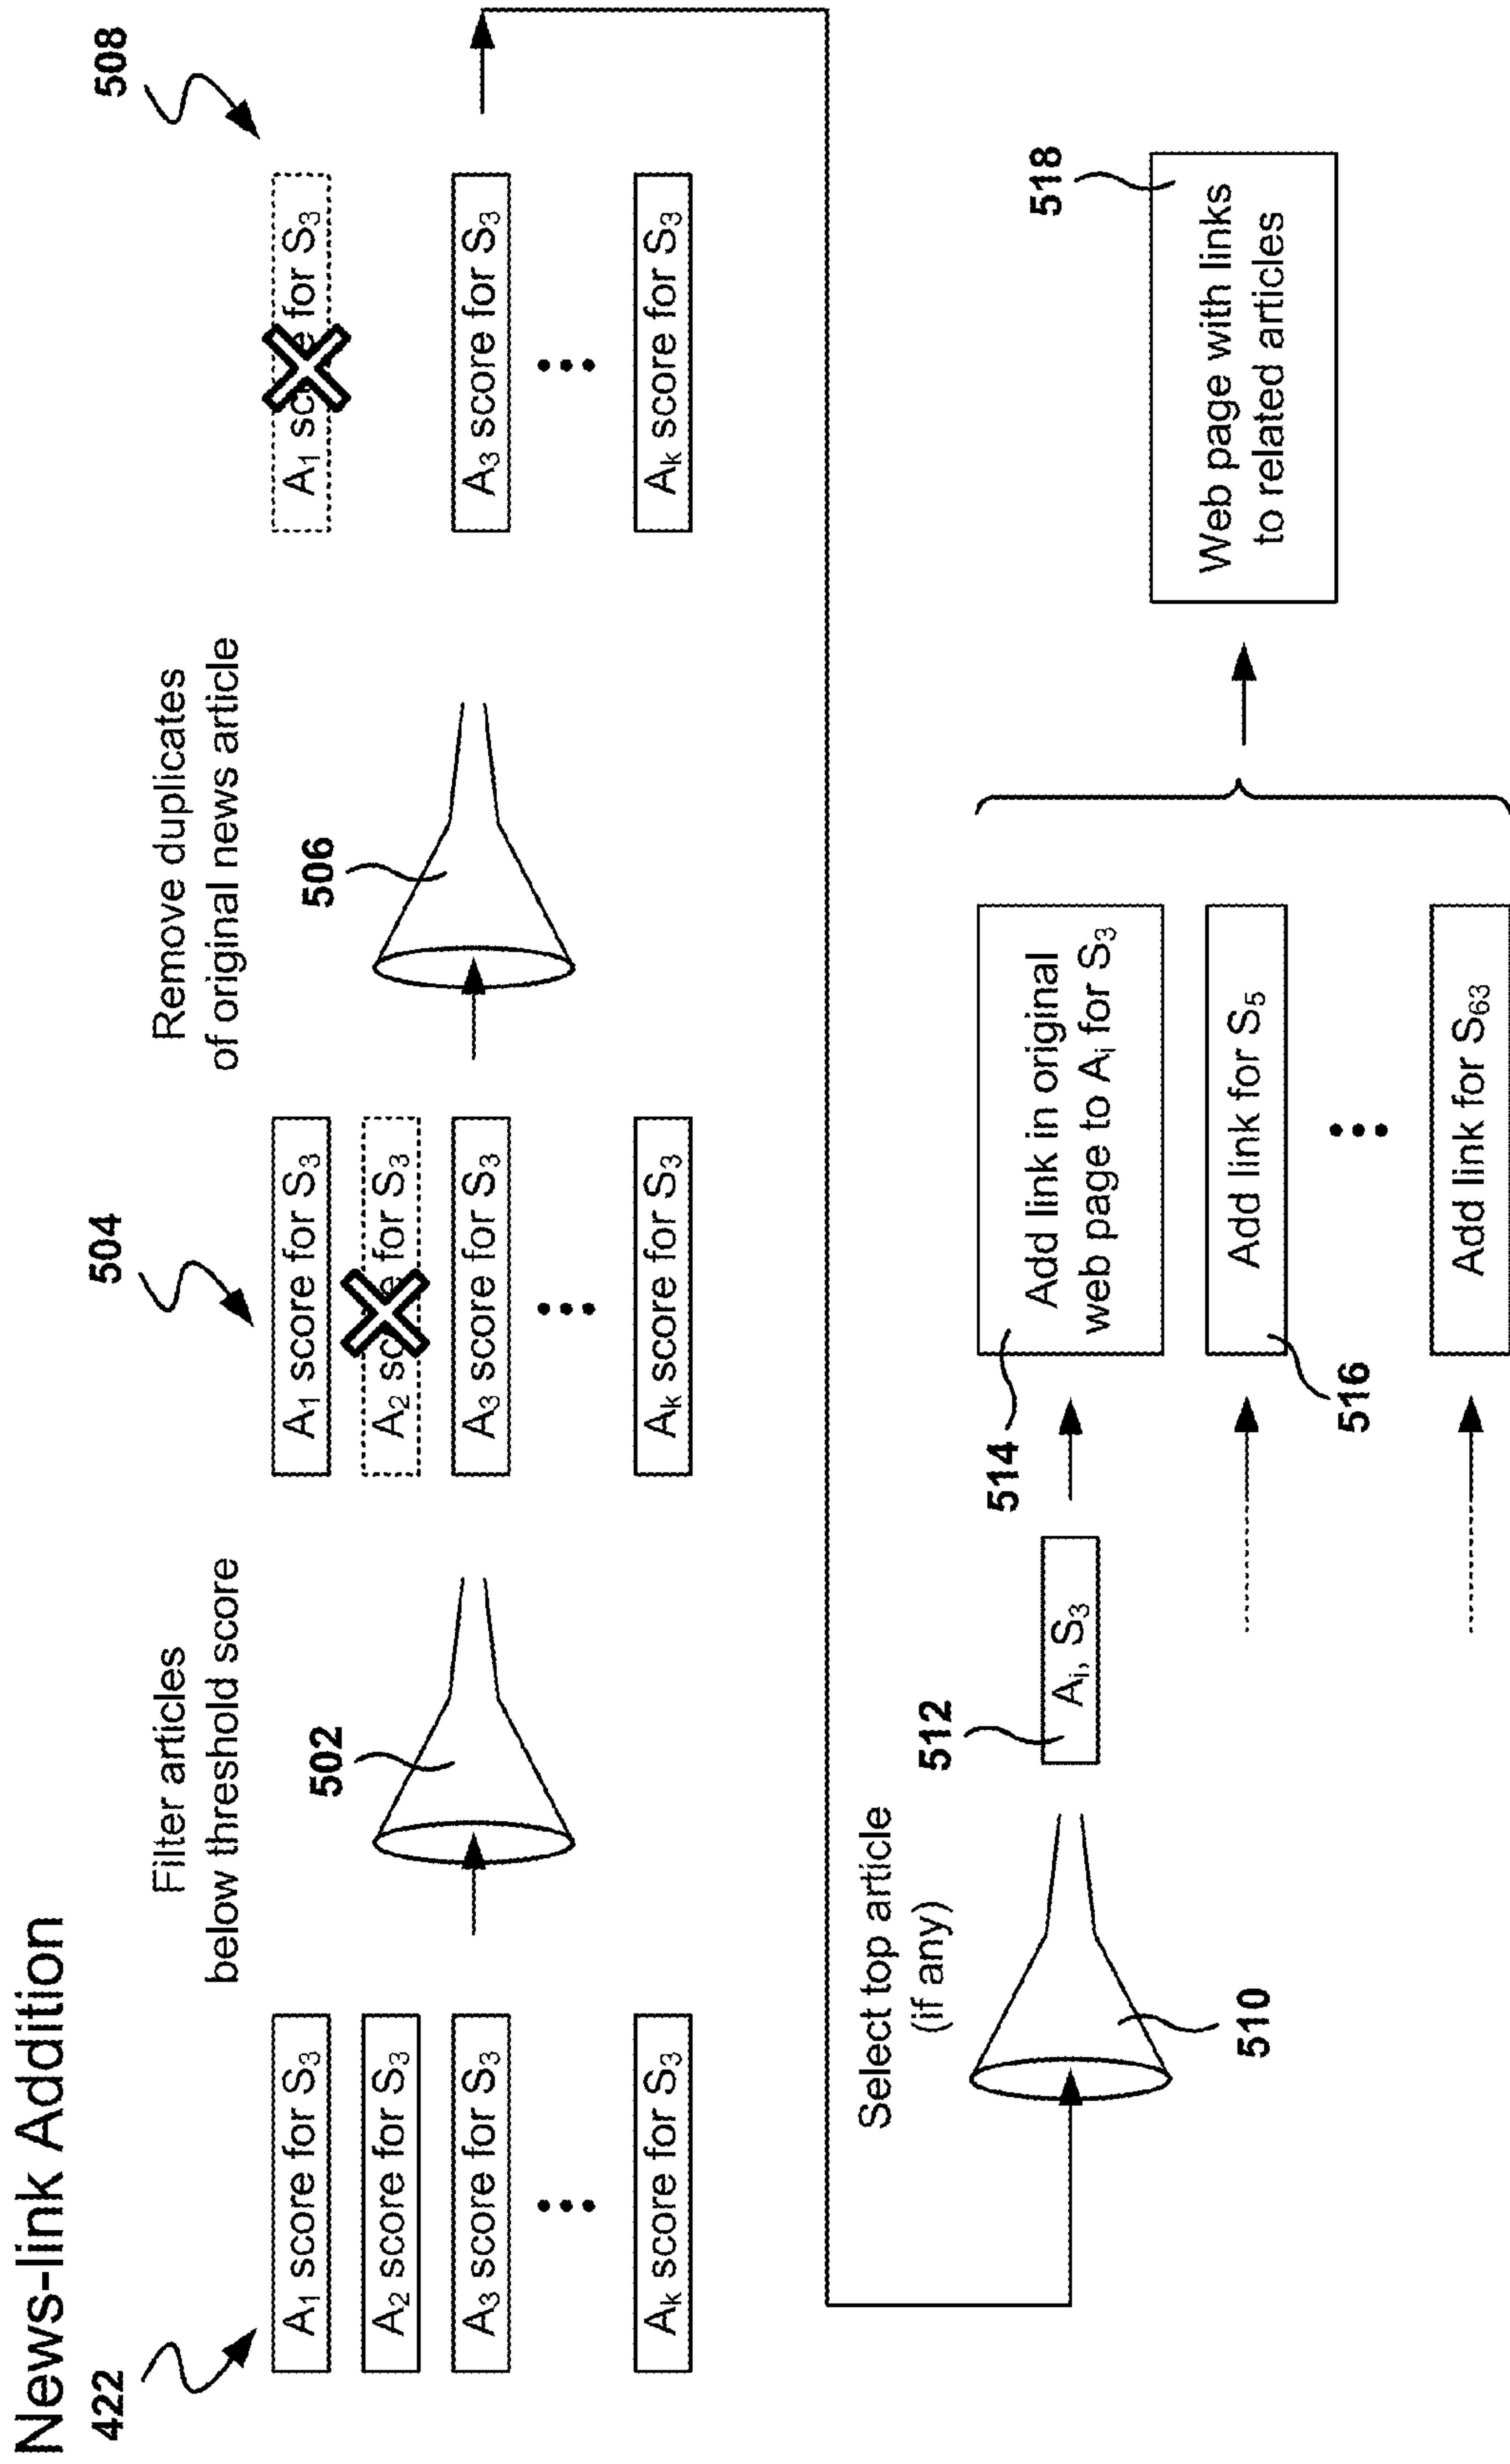 News-link Addition
422
A₁ score for S₃
A₂ score for S₃
A₃ score for S₃
Aₖ score for S₃
Filter articles
below threshold score
502
504
A₁ score for S₃
A₂ score for S₃
A₃ score for S₃
Aₖ score for S₃
Remove duplicates
of original news article
506
508
A₁ score for S₃
A₃ score for S₃
Aₖ score for S₃
Select top article
(if any)
510
512
Aᵢ, S₃
514
Add link in original
web page to Aᵢ for S₃
Add link for S₅
516
Add link for S₆₃
518
Web page with links
to related articles